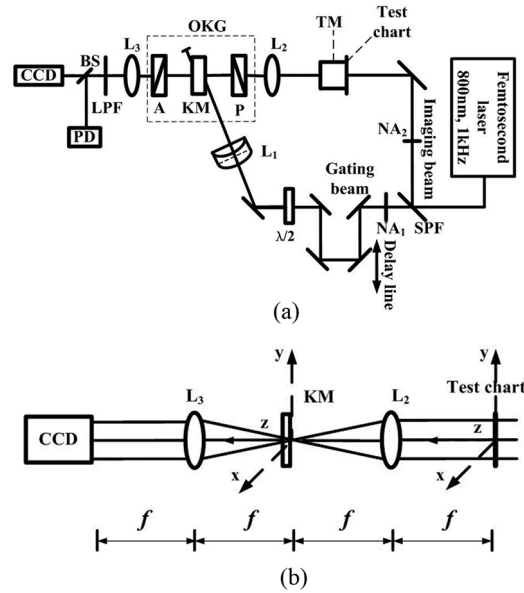 OKG
TM
Test chart
CCD
BS
L3
L2
LPF
A
KM
P
PD
L1
Femtosecond laser
800nm, 1kHz
NA2
Imaging beam
Gating beam
λ/2
NA1
SPF
Delay line
(a)
y
y
L3
KM
L2
Test chart
CCD
z
z
x
x
f
f
f
f
(b)